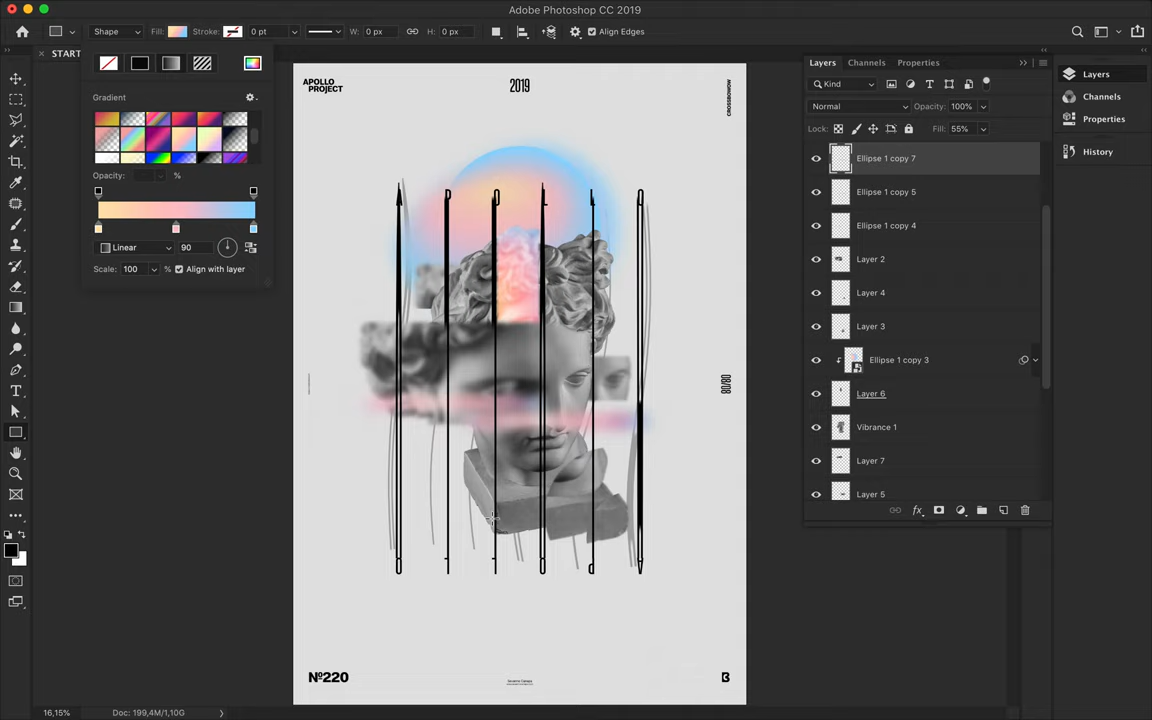 Adobe Photoshop CC 2019
Shape
Fill:
Stroke:
0 pt
W:
0 px
H:
0 px
Align Edges
START
Gradient
Opacity:
%
Linear
90
Scale:
100
%
Align with layer
APOLLO
PROJECT
2019
CROSSBOWOW
08/08
Nº220
B
16,15%
Doc: 199,4M/1,10G
Layers
Channels
Properties
Kind
Normal
Opacity:
100%
Lock:
Fill:
55%
Ellipse 1 copy 7
Ellipse 1 copy 5
Ellipse 1 copy 4
Layer 2
Layer 4
Layer 3
Ellipse 1 copy 3
Layer 6
Vibrance 1
Layer 7
Layer 5
fx
Layers
Channels
Properties
History